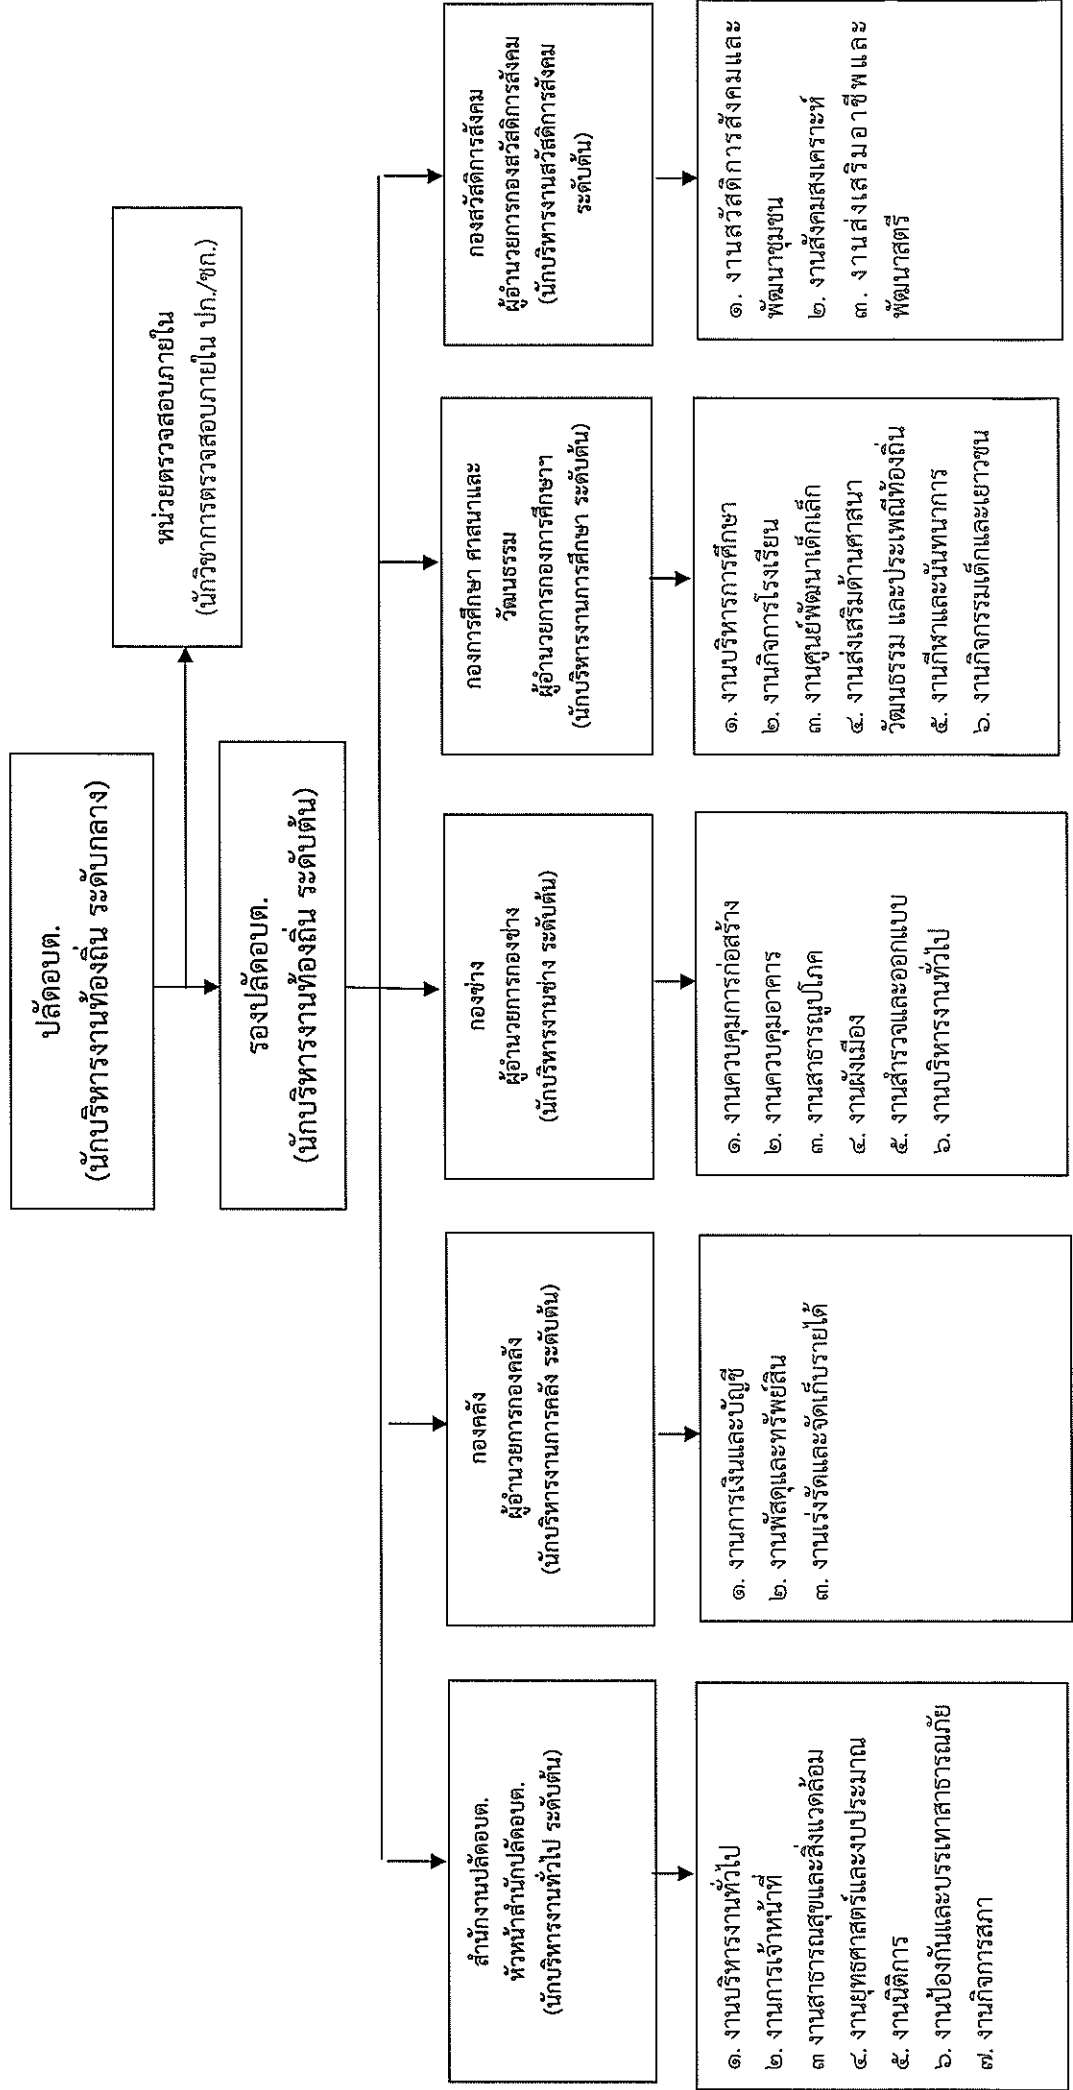 ปลัดอบต.
(นักบริหารงานท้องถิ่น ระดับกลาง)
หน่วยตรวจสอบภายใน
(นักวิชาการตรวจสอบภายใน ปก./ชก.)
รองปลัดอบต.
(นักบริหารงานท้องถิ่น ระดับต้น)
สำนักงานปลัดอบต.
หัวหน้าสำนักปลัดอบต.
(นักบริหารงานทั่วไป ระดับต้น)
กองคลัง
ผู้อำนวยการกองคลัง
(นักบริหารงานการคลัง ระดับต้น)
กองช่าง
ผู้อำนวยการกองช่าง
(นักบริหารงานช่าง ระดับต้น)
กองการศึกษา ศาสนาและ
วัฒนธรรม
ผู้อำนวยการกองการศึกษาฯ
(นักบริหารงานการศึกษา ระดับต้น)
กองสวัสดิการสังคม
ผู้อำนวยการกองสวัสดิการสังคม
(นักบริหารงานสวัสดิการสังคม
ระดับต้น)
๑. งานบริหารงานทั่วไป
๒. งานการเจ้าหน้าที่
๓ งานสาธารณสุขและสิ่งแวดล้อม
๔. งานยุทธศาสตร์และงบประมาณ
๕. งานนิติการ
๖. งานป้องกันและบรรเทาสาธารณภัย
๗. งานกิจการสภา
๑. งานการเงินและบัญชี
๒. งานพัสดุและทรัพย์สิน
๓. งานเร่งรัดและจัดเก็บรายได้
๑. งานควบคุมการก่อสร้าง
๒. งานควบคุมอาคาร
๓. งานสาธารณูปโภค
๔. งานผังเมือง
๕. งานสำรวจและออกแบบ
๖. งานบริหารงานทั่วไป
๑. งานบริหารการศึกษา
๒. งานกิจการโรงเรียน
๓. งานศูนย์พัฒนาเด็กเล็ก
๔. งานส่งเสริมด้านศาสนา
วัฒนธรรม และประเพณีท้องถิ่น
๕. งานกีฬาและนันทนาการ
๖. งานกิจกรรมเด็กและเยาวชน
๑. งานสวัสดิการสังคมและ
พัฒนาชุมชน
๒. งานสังคมสงเคราะห์
๓. งานส่งเสริมอาชีพและ
พัฒนาสตรี